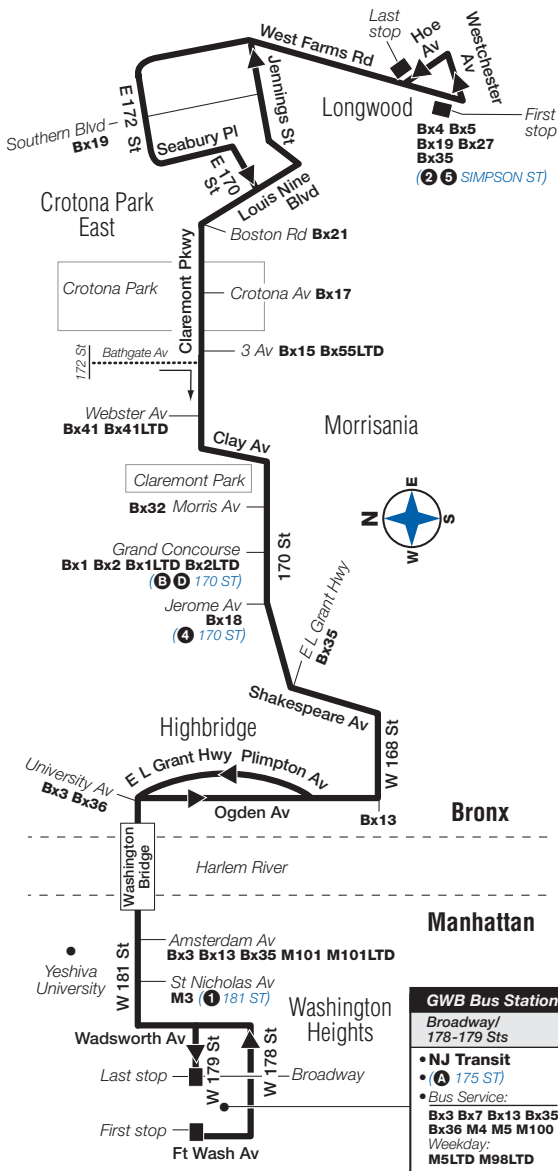 Last
stop
Hoe
Av
Westchester
Av
West Farms Rd
Jennings St
E 172 St
Longwood
First
stop
Southern Blvd
Bx19
Seabury Pl
E 170
St
Louis Nine
Blvd
Bx4 Bx5
Bx19 Bx27
Bx35
(2 5 SIMPSON ST)
Crotona Park
East
Boston Rd Bx21
Claremont Pkwy
Crotona Park
Crotona Av Bx17
172 St
Bathgate Av
3 Av Bx15 Bx55LTD
Webster Av
Bx41 Bx41LTD
Clay Av
Morrisania
Claremont Park
Bx32 Morris Av
N
E
S
W
Grand Concourse
Bx1 Bx2 Bx1LTD Bx2LTD
(B D 170 ST)
170 St
Jerome Av
Bx18
(4 170 ST)
E L Grant Hwy
Bx35
Shakespeare Av
W 168 St
Highbridge
University Av
Bx3 Bx36
E L Grant Hwy Plimpton Av
Ogden Av
Bx13
Bronx
Washington
Bridge
Harlem River
Manhattan
W 181 St
Amsterdam Av
Bx3 Bx13 Bx35 M101 M101LTD
Yeshiva
University
St Nicholas Av
M3 (1 181 ST)
Washington
Heights
Wadsworth Av
W 179 St
W 178 St
Last stop
Broadway
First stop
Ft Wash Av
GWB Bus Station
Broadway/
178-179 Sts
• NJ Transit
• (A 175 ST)
• Bus Service:
Bx3 Bx7 Bx13 Bx35
Bx36 M4 M5 M100
Weekday:
M5LTD M98LTD